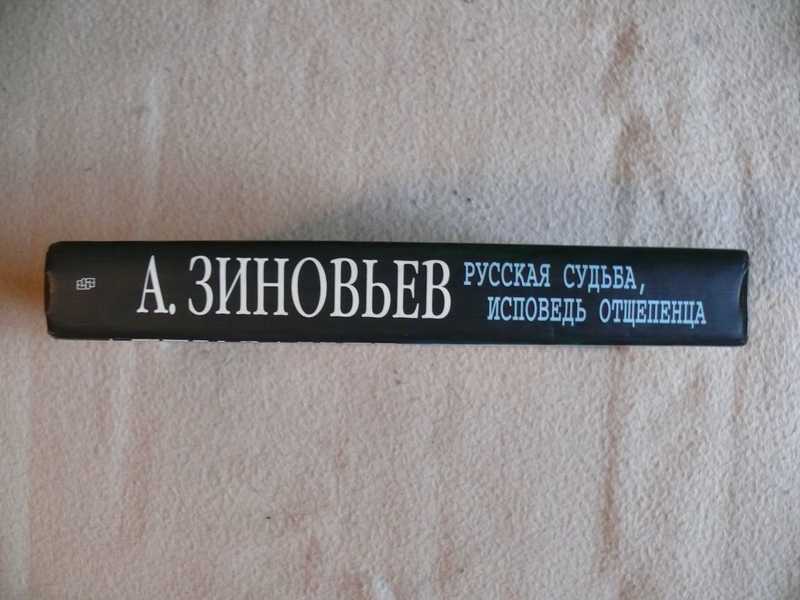 А. ЗИНОВЬЕВ
РУССКАЯ СУДЬБА,
ИСПОВЕДЬ ОТЩЕПЕНЦА